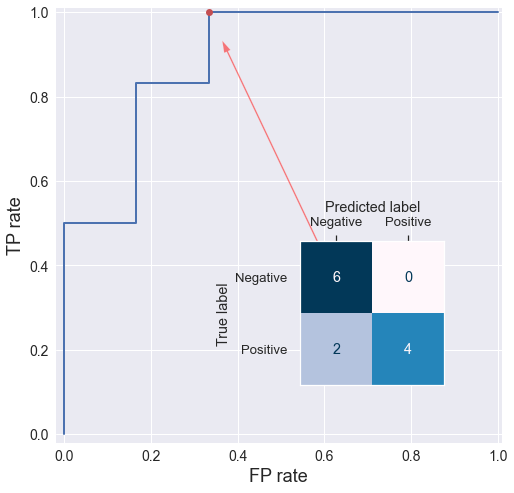 1.0
0.8
0.6
0.4
0.2
0.0
TP rate
Predicted label
Negative Positive
True label
Negative 6 0
Positive 2 4
0.0 0.2 0.4 0.6 0.8 1.0
FP rate